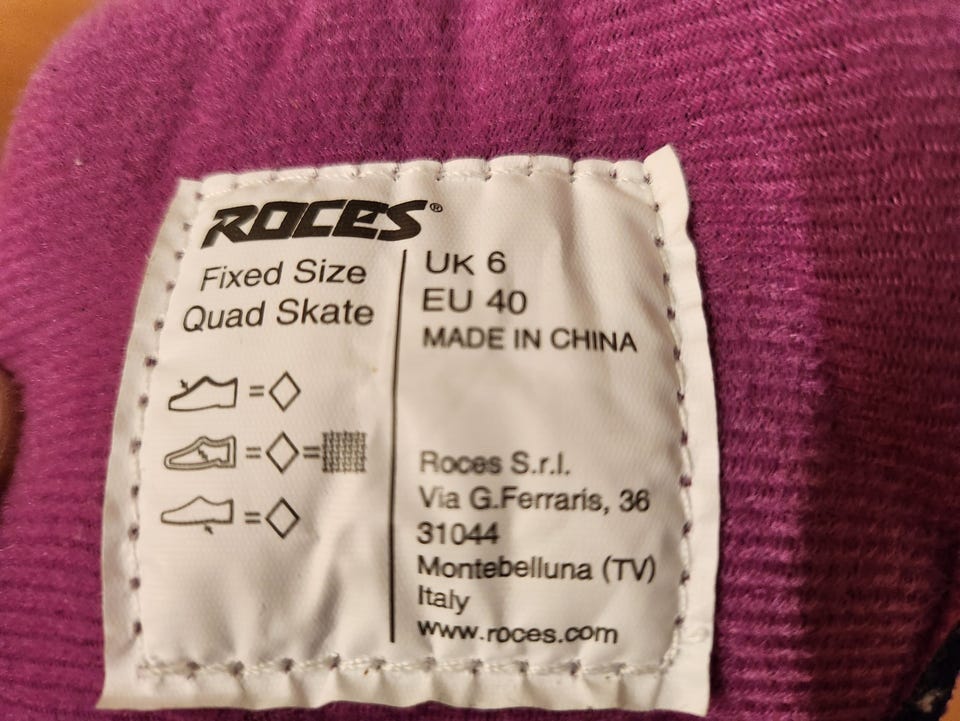 ROCES®
Fixed Size
Quad Skate
UK 6
EU 40
MADE IN CHINA
=
= =
=
Roces S.r.l.
Via G.Ferraris, 36
31044
Montebelluna (TV)
Italy
www.roces.com